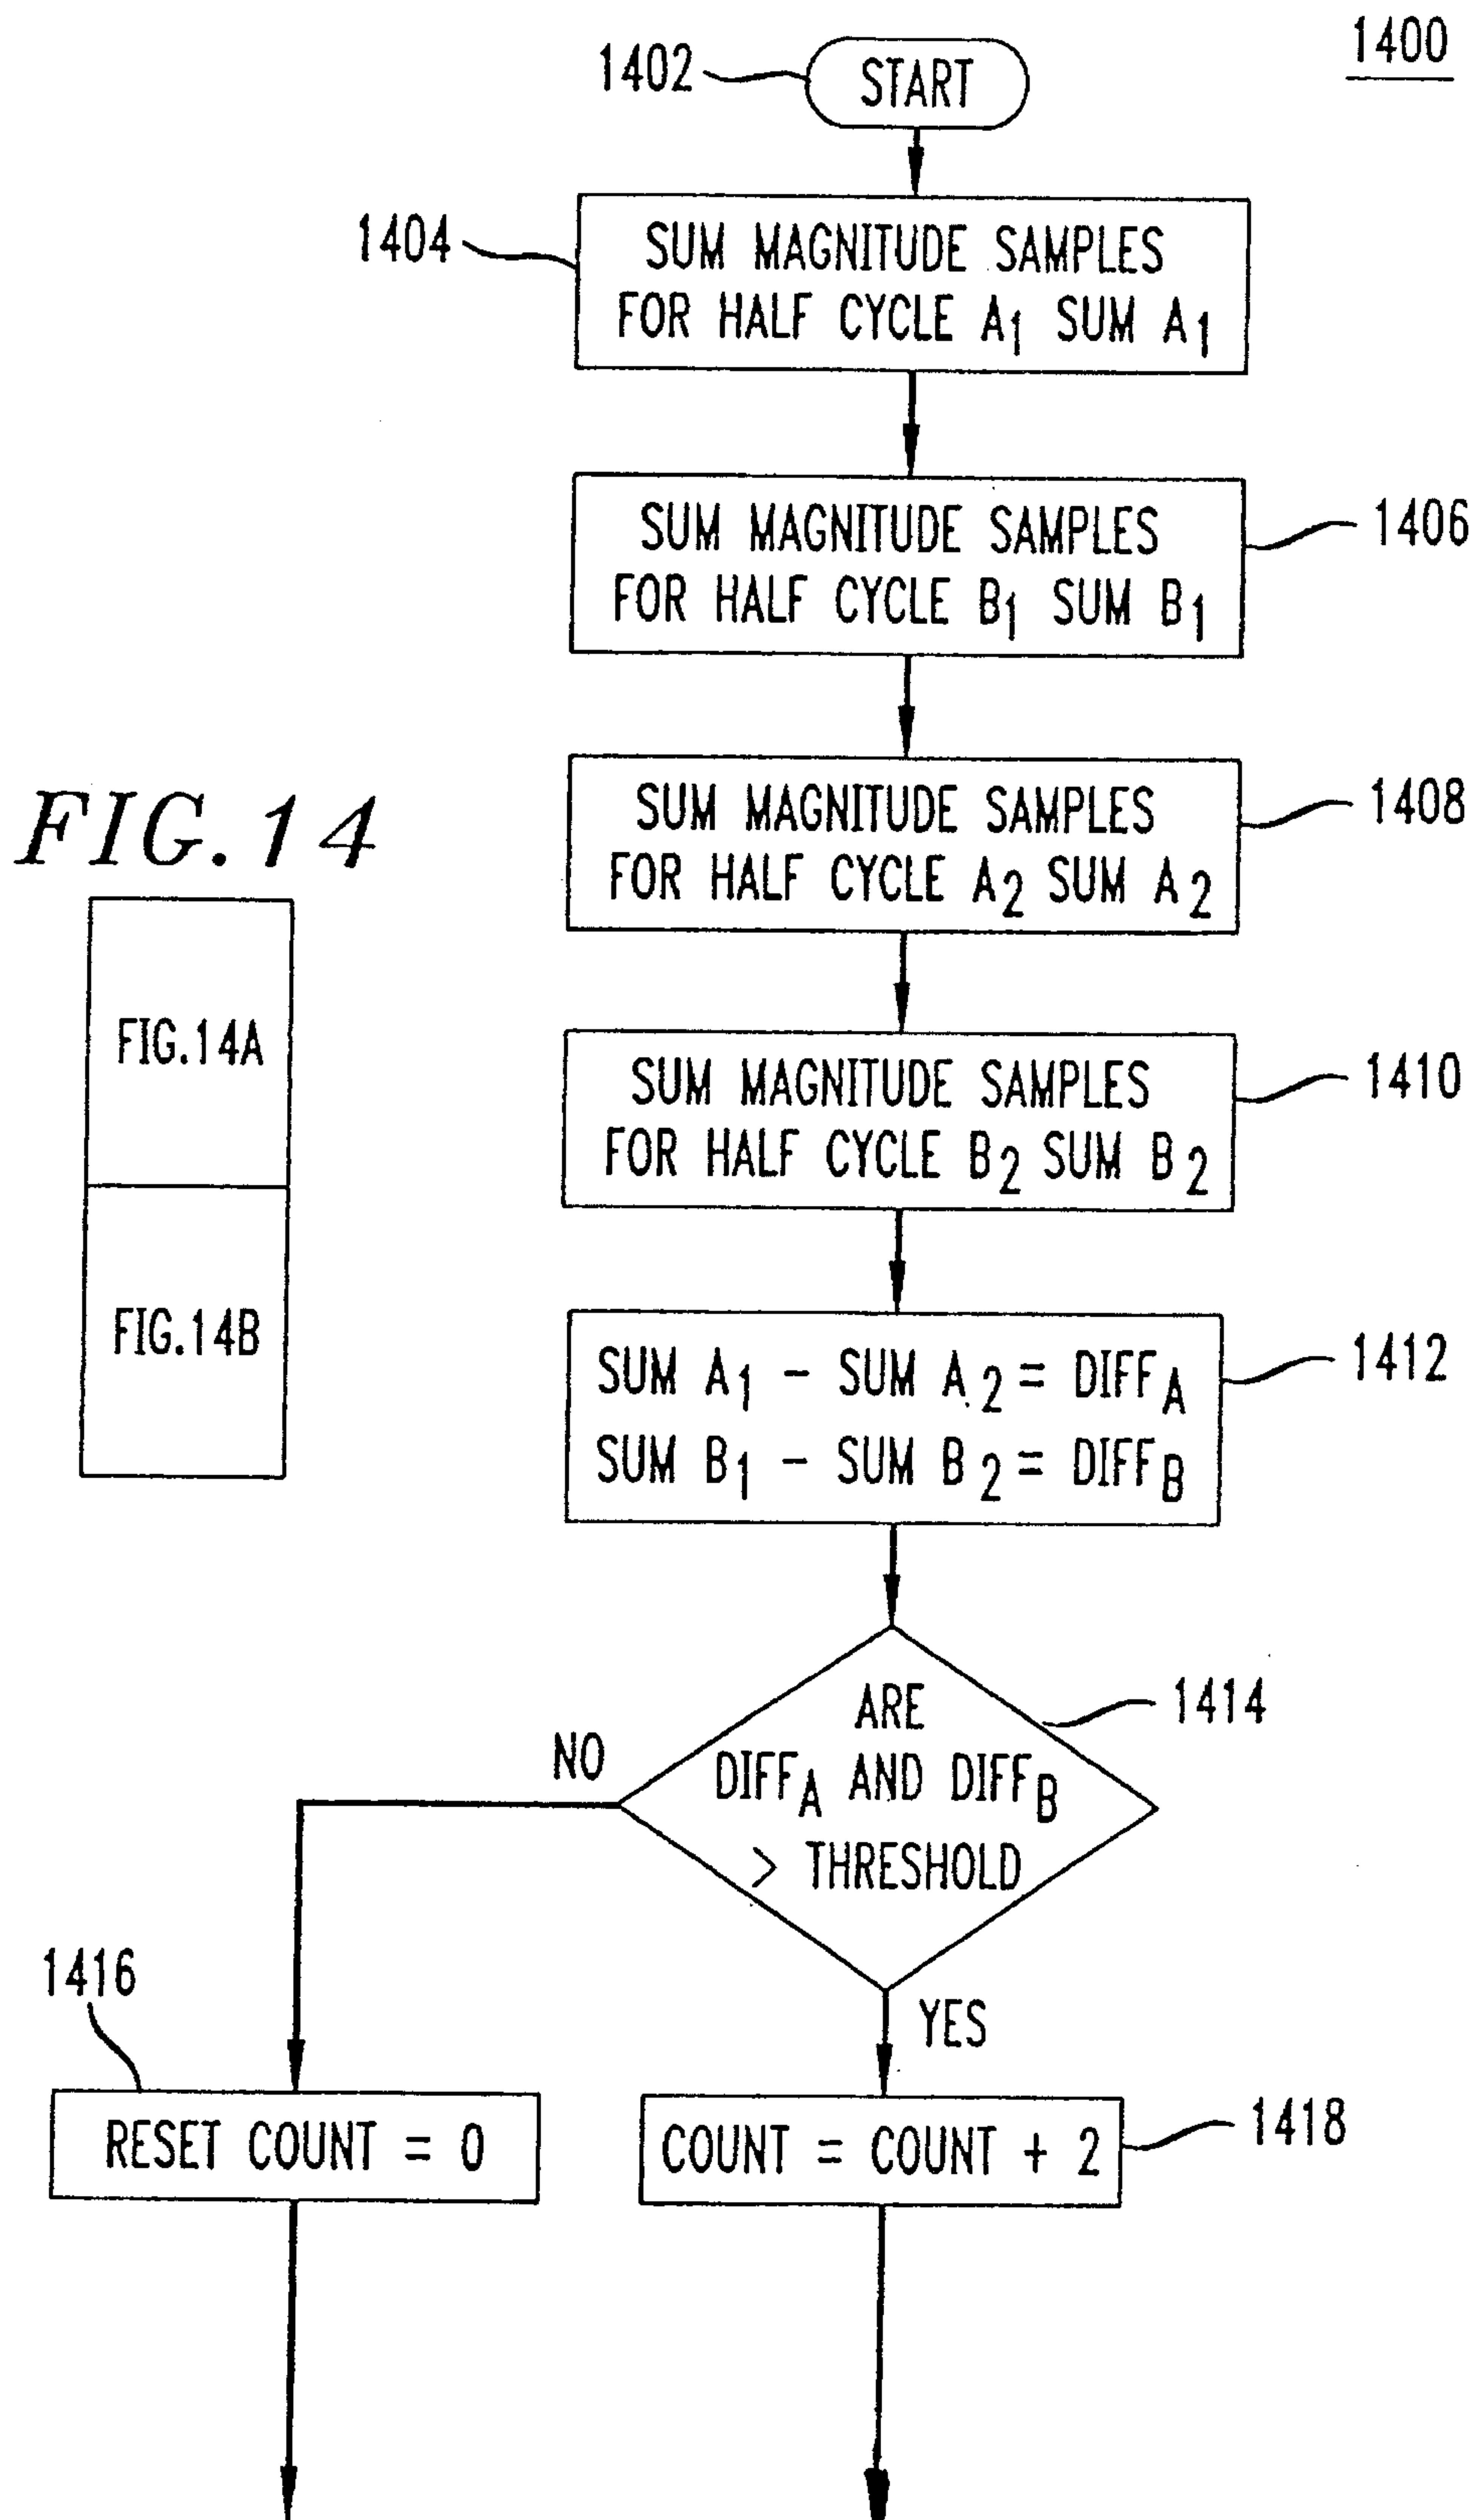 1400
1402
START
1404
SUM MAGNITUDE SAMPLES
FOR HALF CYCLE A1 SUM A1
SUM MAGNITUDE SAMPLES
FOR HALF CYCLE B1 SUM B1
1406
SUM MAGNITUDE SAMPLES
FOR HALF CYCLE A2 SUM A2
1408
FIG. 14
FIG. 14A
FIG. 14B
SUM MAGNITUDE SAMPLES
FOR HALF CYCLE B2 SUM B2
1410
SUM A1 - SUM A2 = DIFFA
SUM B1 - SUM B2 = DIFFB
1412
ARE
DIFFA AND DIFFB
> THRESHOLD
1414
NO
YES
1416
RESET COUNT = 0
COUNT = COUNT + 2
1418